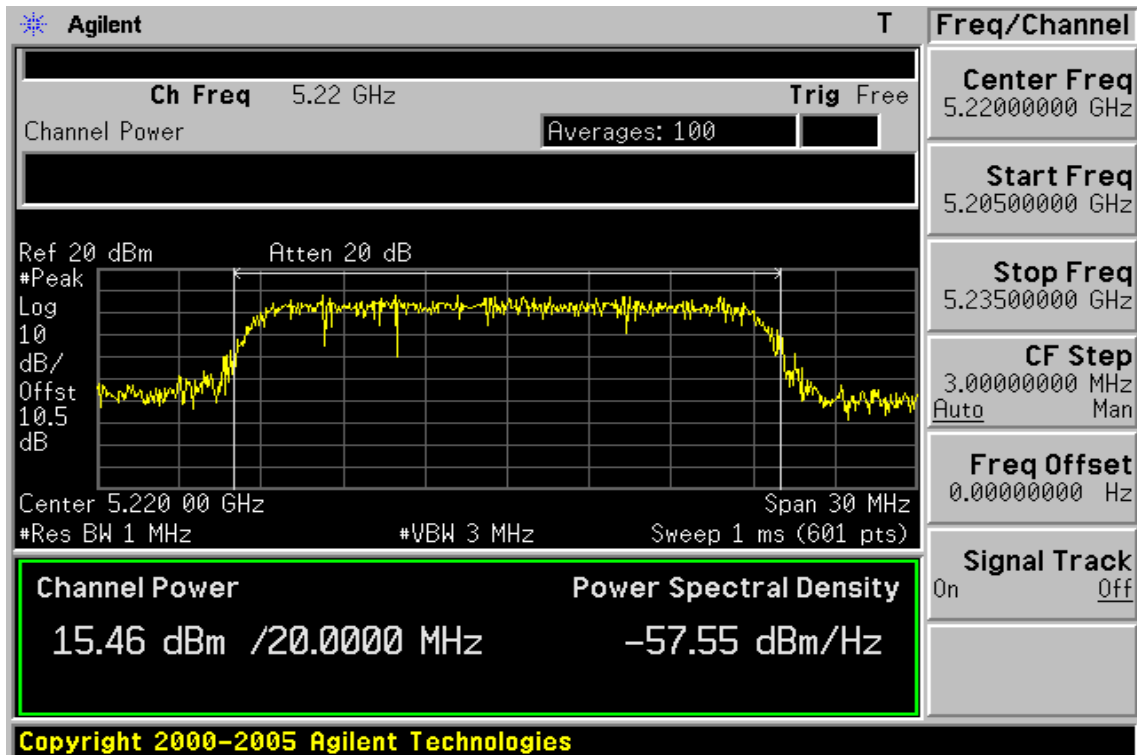 Agilent T
Freq/Channel
Ch Freq 5.22 GHz Trig Free
Channel Power Averages: 100
Ref 20 dBm Atten 20 dB
#Peak
Log
10
dB/
Offst
10.5
dB
Center 5.220 00 GHz Span 30 MHz
#Res BW 1 MHz #VBW 3 MHz Sweep 1 ms (601 pts)
Channel Power Power Spectral Density
15.46 dBm /20.0000 MHz -57.55 dBm/Hz
Center Freq
5.22000000 GHz
Start Freq
5.20500000 GHz
Stop Freq
5.23500000 GHz
CF Step
3.00000000 MHz
Auto Man
Freq Offset
0.00000000 Hz
Signal Track
On Off
Copyright 2000-2005 Agilent Technologies